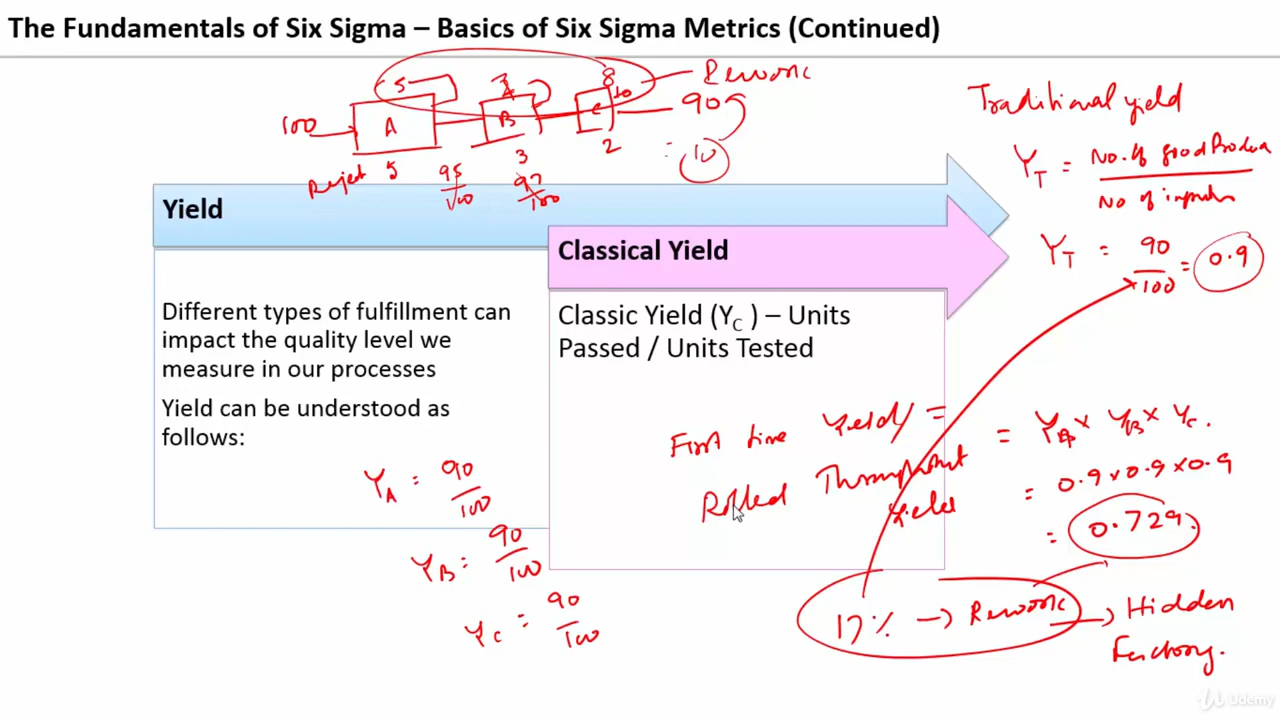 The Fundamentals of Six Sigma – Basics of Six Sigma Metrics (Continued)
5
8
10
Rework
100
A
B
C
90
= 10
Reject 5
3
2
95/100
97/100
Traditional yield
Y_T = No. of good Produ / No of inputs
Y_T = 90/100 = 0.9
Yield
Classical Yield
Different types of fulfillment can
impact the quality level we
measure in our processes
Yield can be understood as
follows:
Classic Yield (Y_C ) – Units
Passed / Units Tested
First time Yield/ =
Rolled Throughput
Yield
= Y_A × Y_B × Y_C.
= 0.9 × 0.9 × 0.9
= 0.729.
Y_A = 90/100
Y_B = 90/100
Y_C = 90/100
17% → Rework → Hidden
Factory.
Udemy